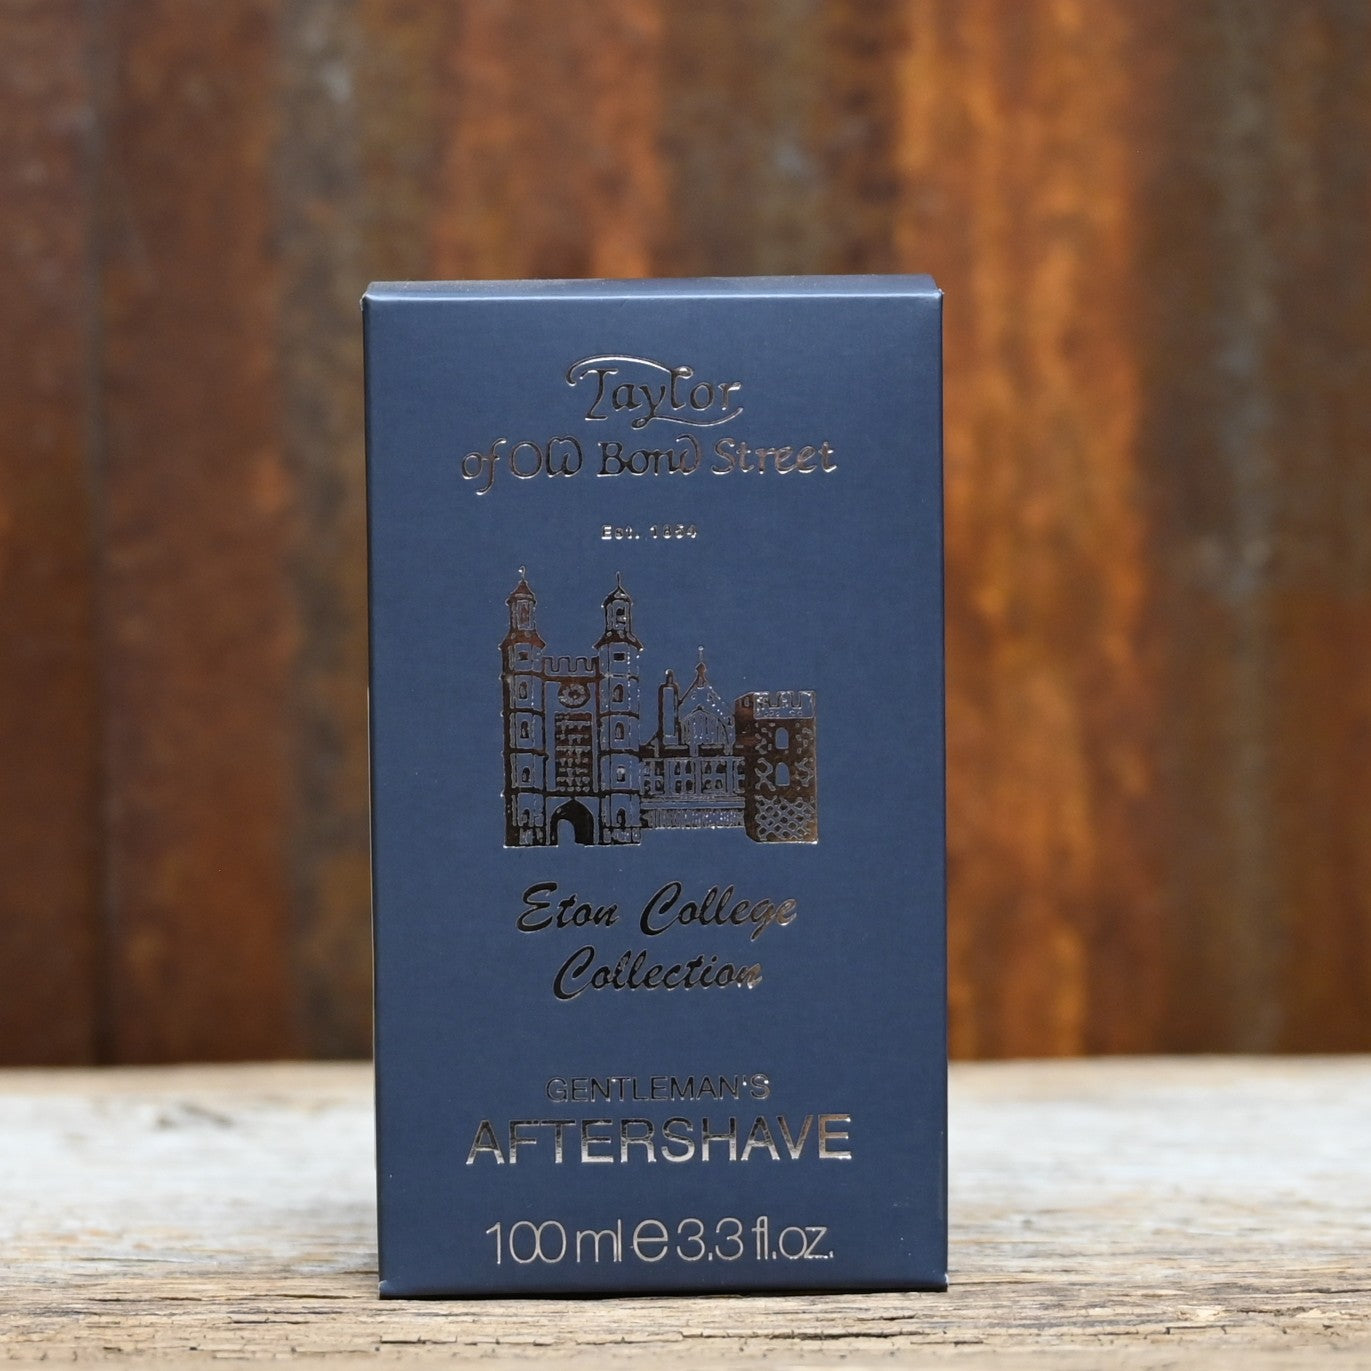 Taylor
of Old Bond Street
Est. 1854
Eton College
Collection
GENTLEMAN'S
AFTERSHAVE
100 ml e 3.3 fl.oz.